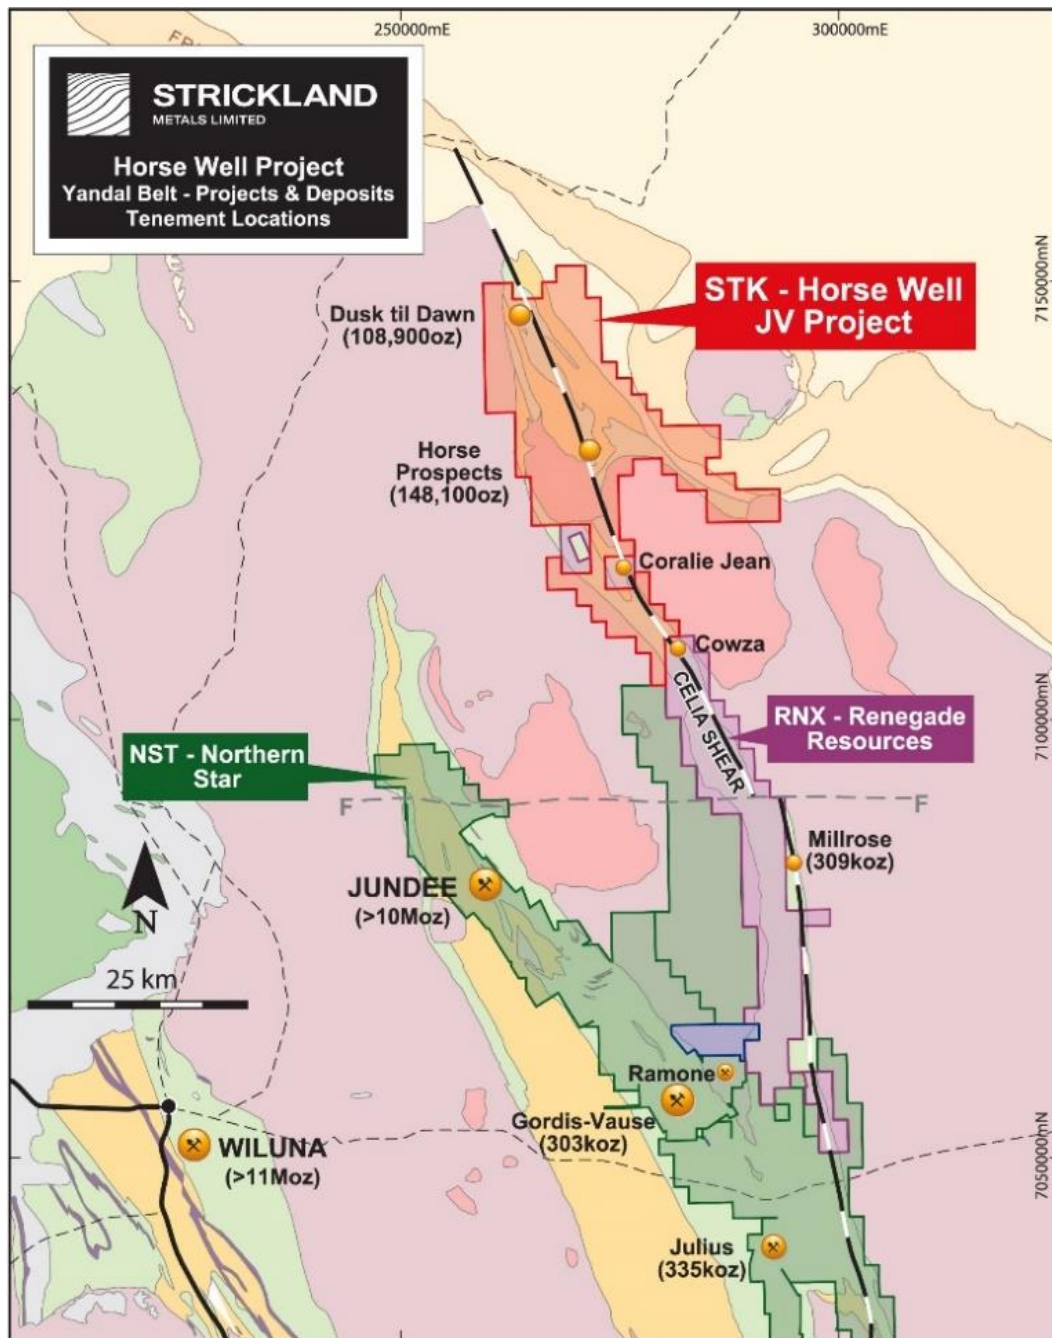 250000mE
300000mE
STRICKLAND
METALS LIMITED
Horse Well Project
Yandal Belt - Projects & Deposits
Tenement Locations
7150000mN
STK - Horse Well
JV Project
Dusk til Dawn
(108,900oz)
Horse
Prospects
(148,100oz)
Coralie Jean
Cowza
CELIA SHEAR
RNX - Renegade
Resources
7100000mN
NST - Northern
Star
F
F
Millrose
(309koz)
JUNDEE
(>10Moz)
N
25 km
Ramone
Gordis-Vause
(303koz)
WILUNA
(>11Moz)
7050000mN
Julius
(335koz)